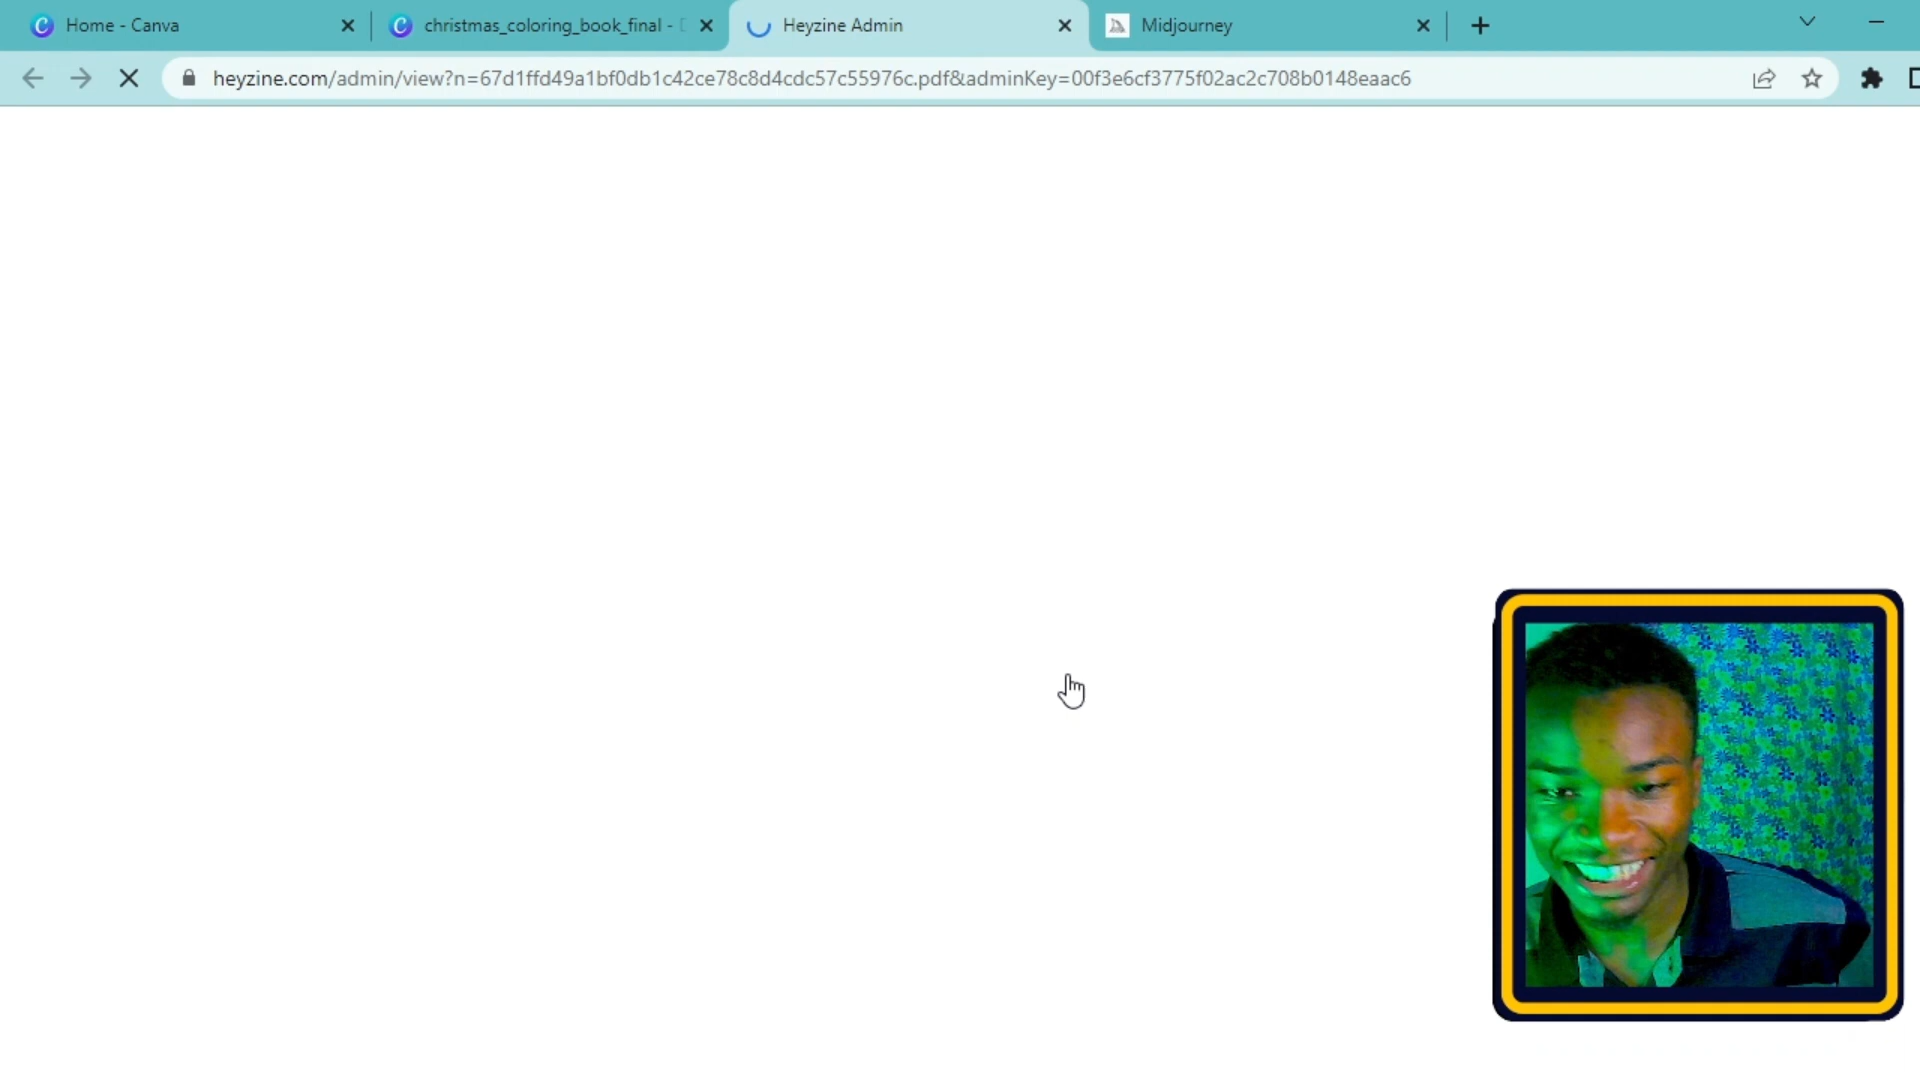 Home - Canva
christmas_coloring_book_final -
Heyzine Admin
Midjourney
heyzine.com/admin/view?n=67d1ffd49a1bf0db1c42ce78c8d4cdc57c55976c.pdf&adminKey=00f3e6cf3775f02ac2c708b0148eaac6